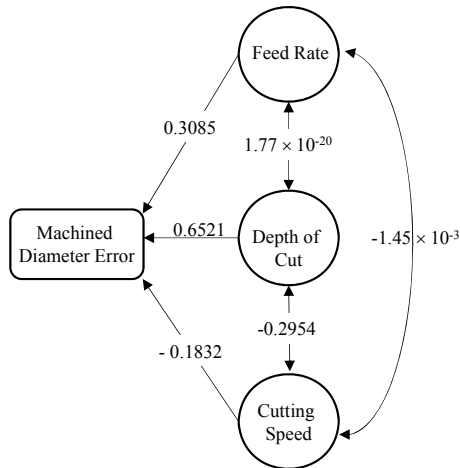 Feed Rate
0.3085
1.77 × 10⁻²⁰
Machined
Diameter Error
0.6521
Depth of
Cut
-1.45 × 10⁻³
-0.2954
- 0.1832
Cutting
Speed